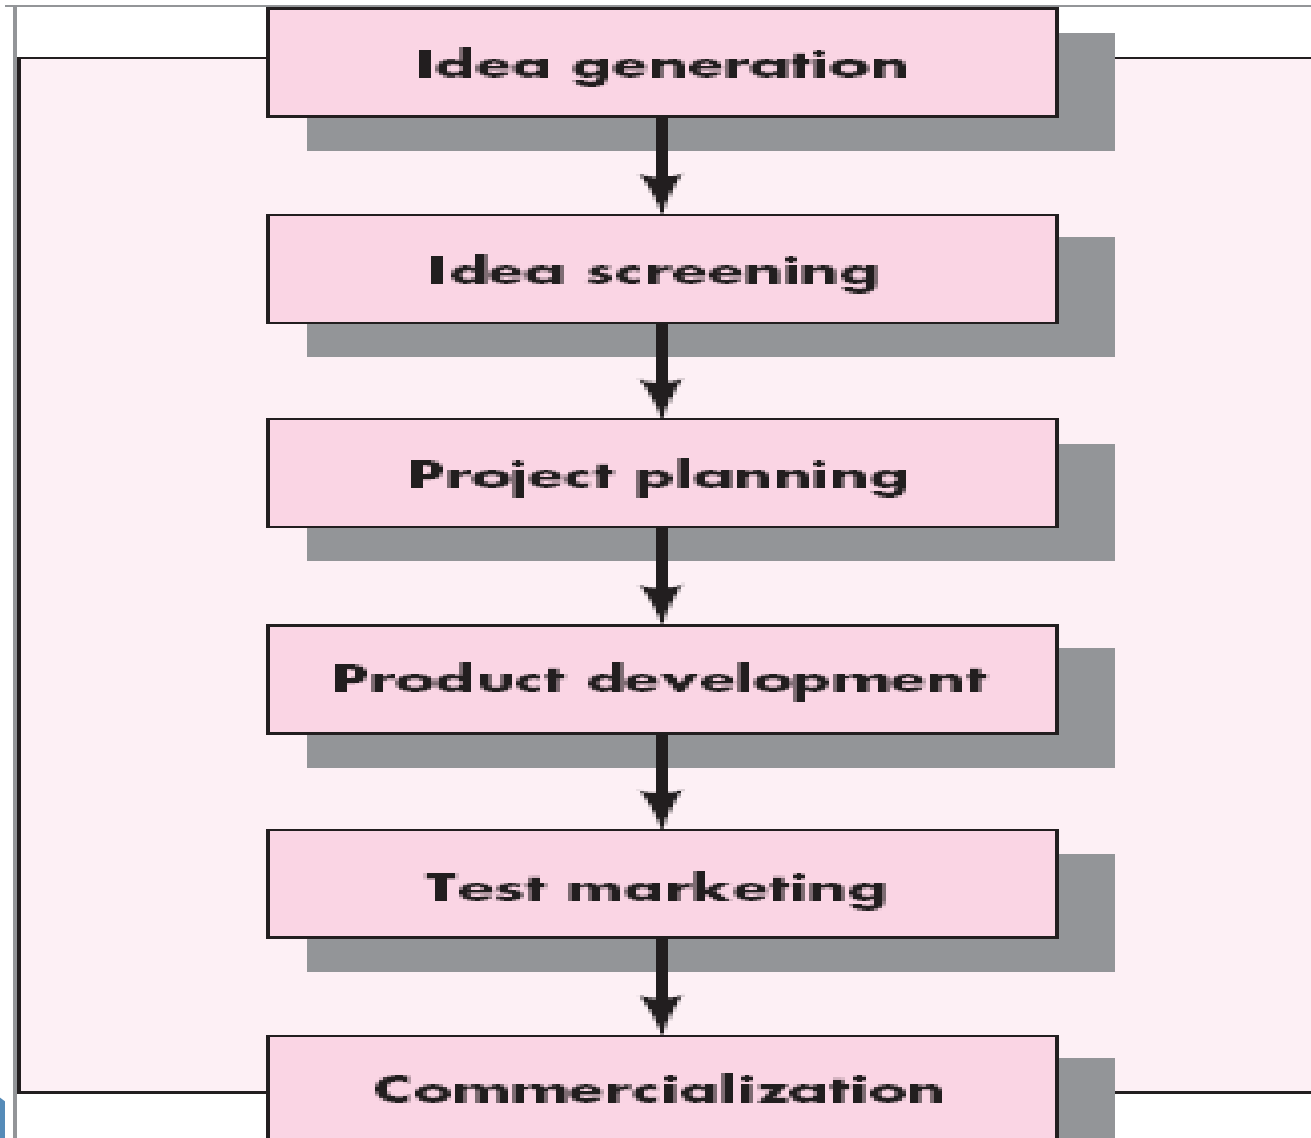 Idea generation
Idea screening
Project planning
Product development
Test marketing
Commercialization